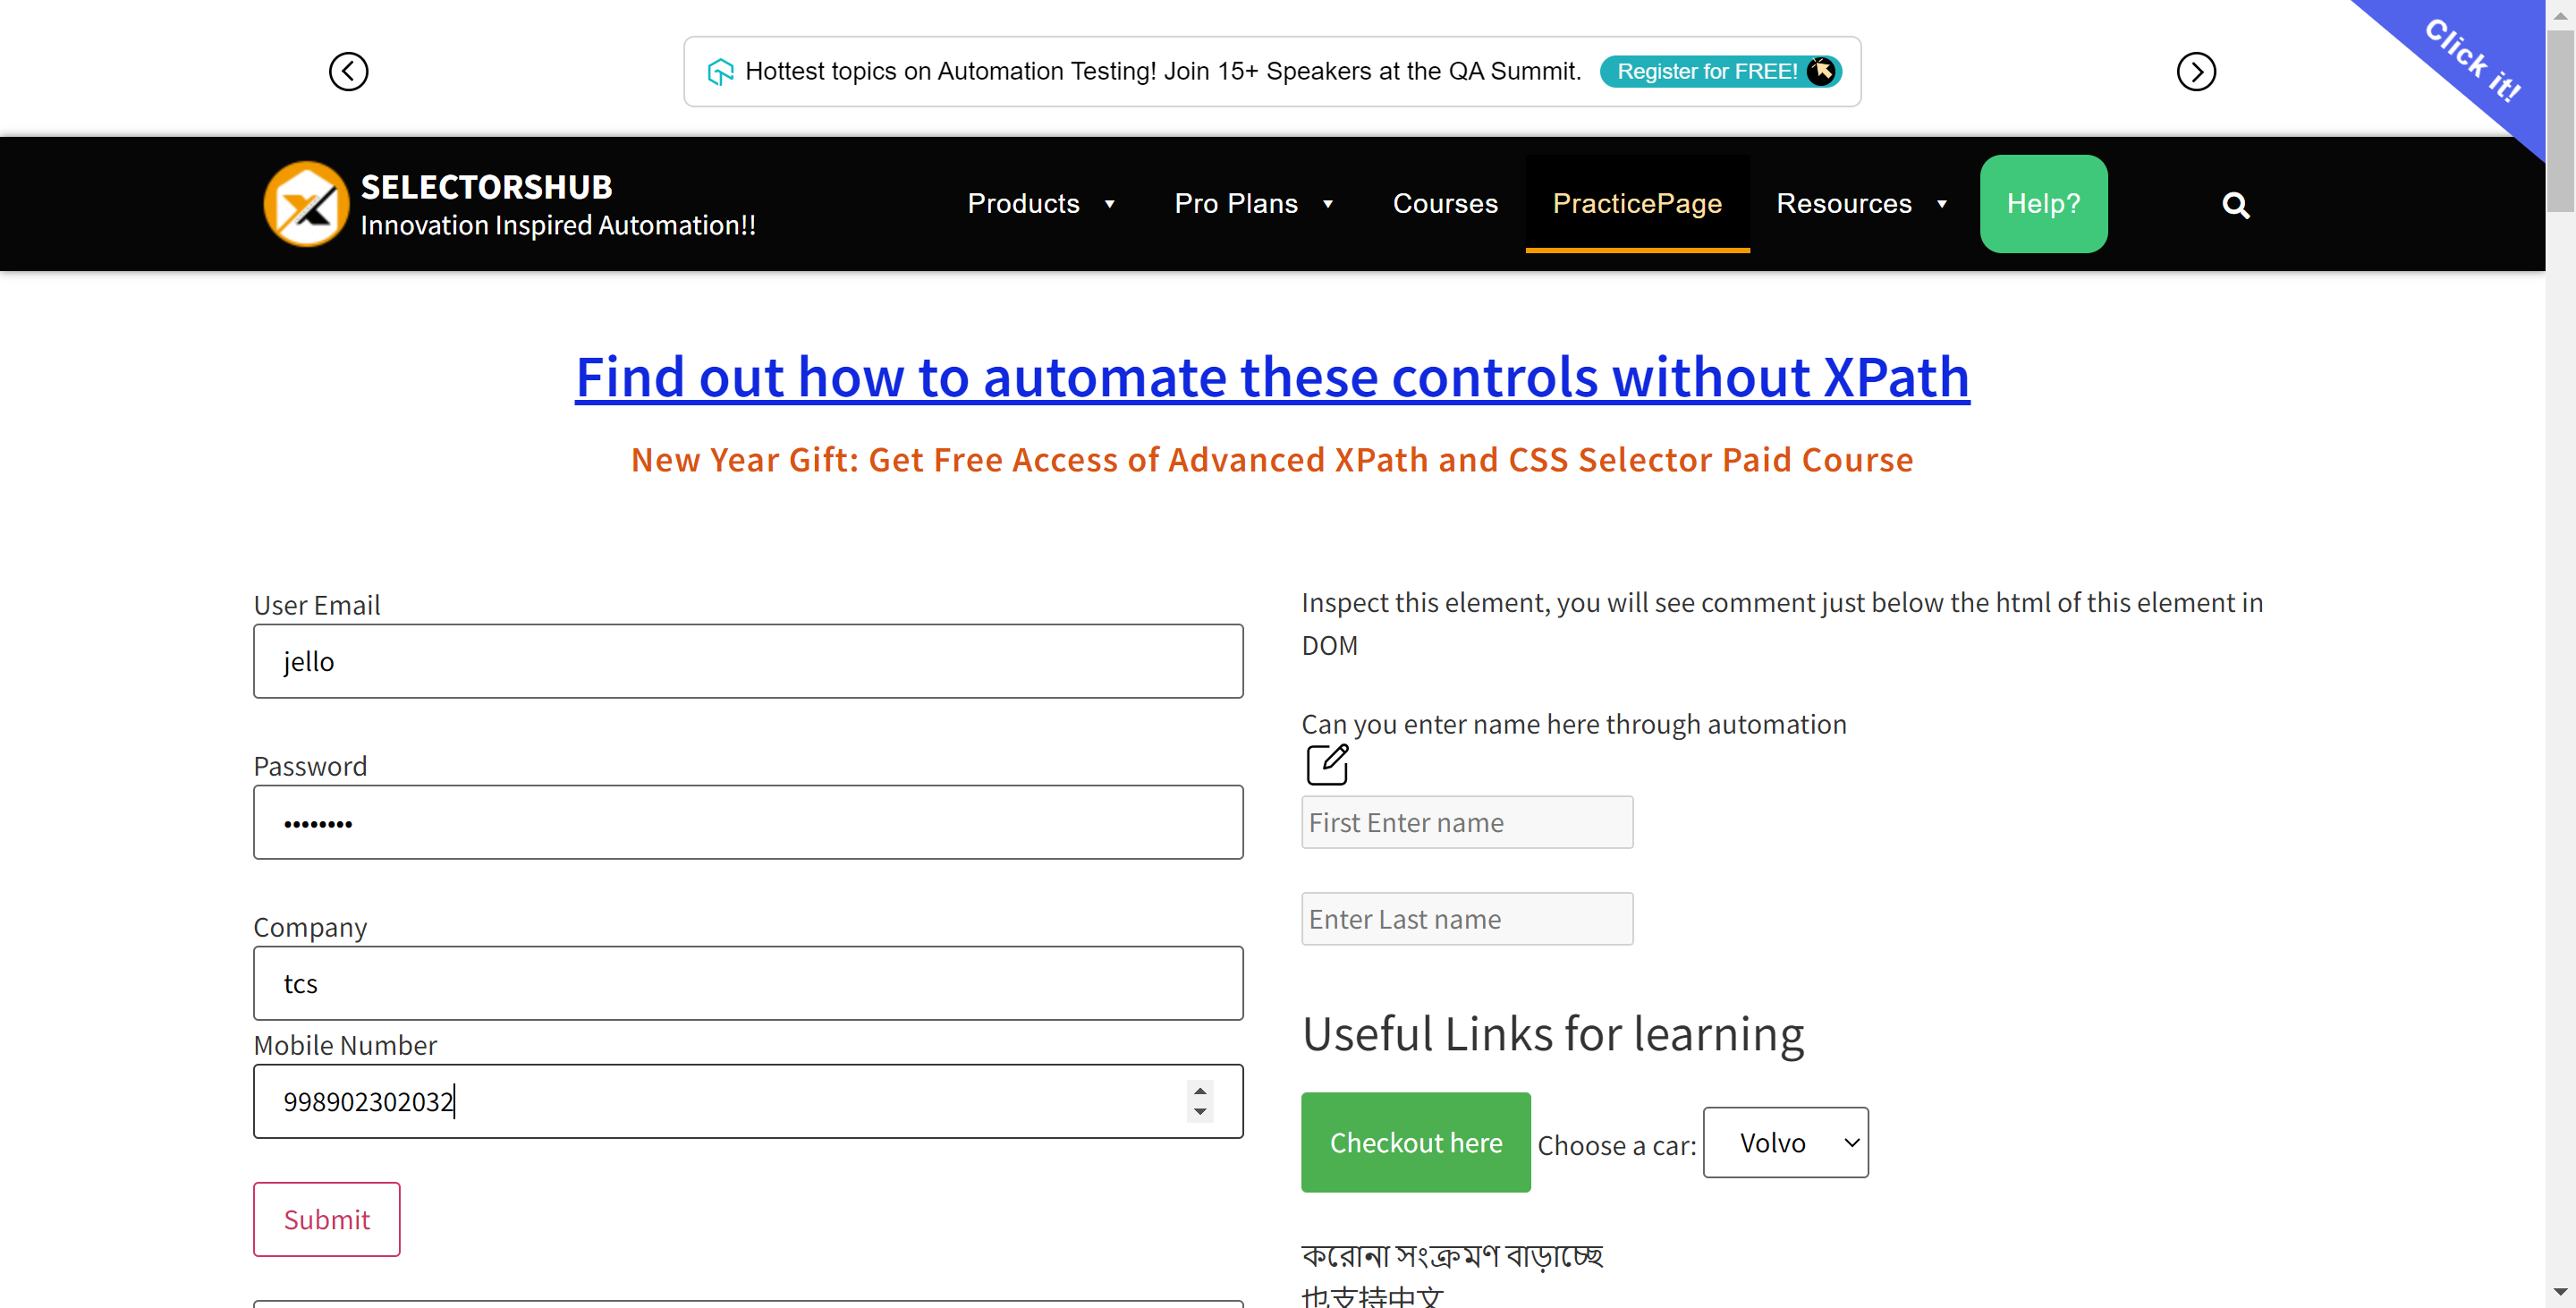 Hottest topics on Automation Testing! Join 15+ Speakers at the QA Summit. Register for FREE!
Click it!
SELECTORSHUB
Innovation Inspired Automation!!
Products
Pro Plans
Courses
PracticePage
Resources
Help?
Find out how to automate these controls without XPath
New Year Gift: Get Free Access of Advanced XPath and CSS Selector Paid Course
User Email
jello
Password
••••••••
Company
tcs
Mobile Number
998902302032
Submit
Inspect this element, you will see comment just below the html of this element in
DOM
Can you enter name here through automation
First Enter name
Enter Last name
Useful Links for learning
Checkout here Choose a car: Volvo
করোনা সংক্রমণ বাড়াচ্ছে
也支持中文